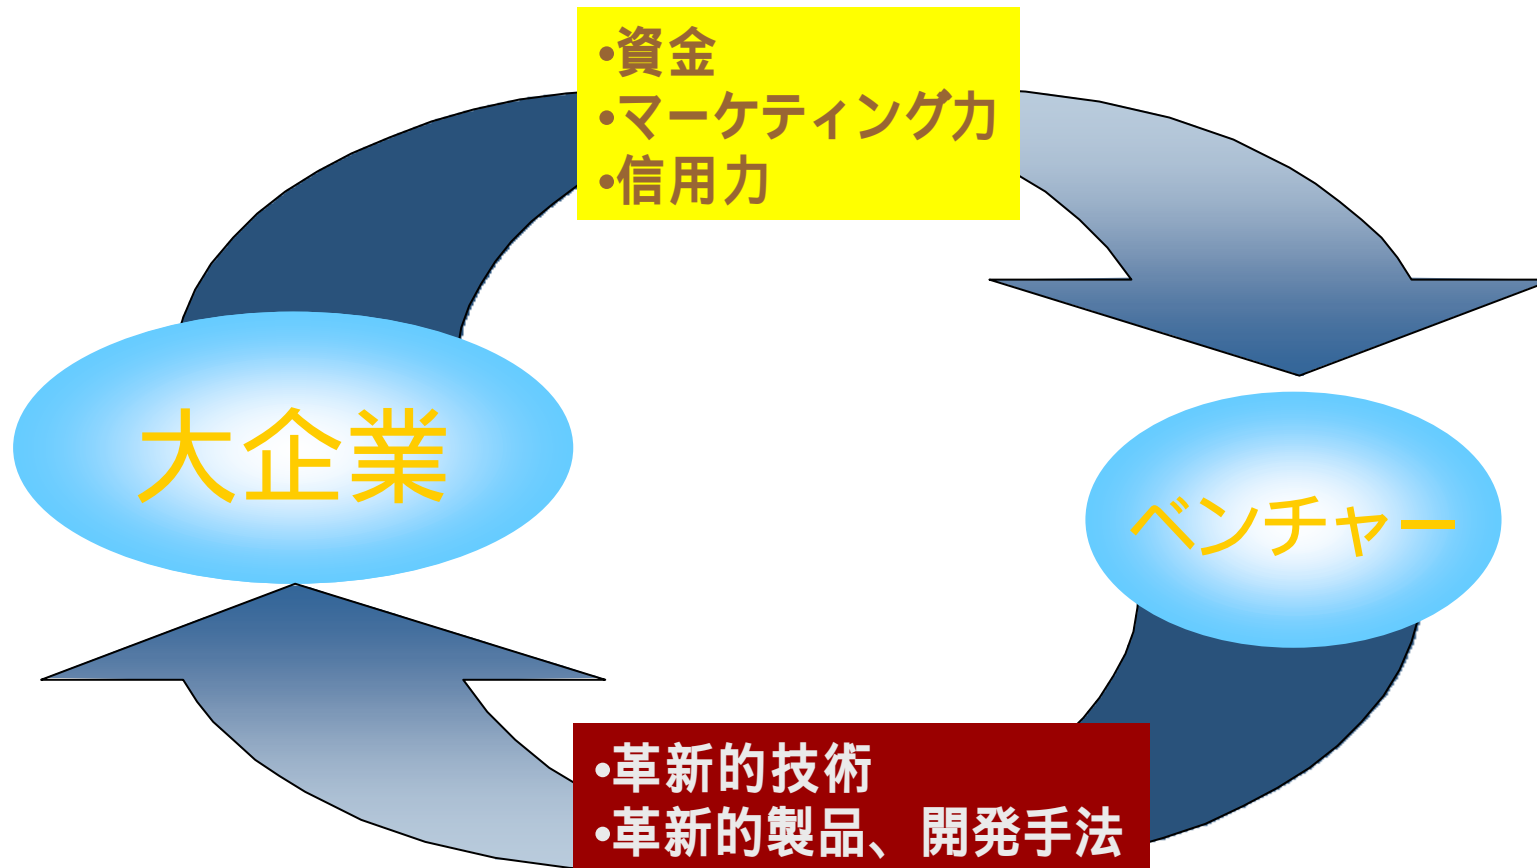 •資金
•マーケティング力
•信用力
大企業
ベンチャー
•革新的技術
•革新的製品、開発手法